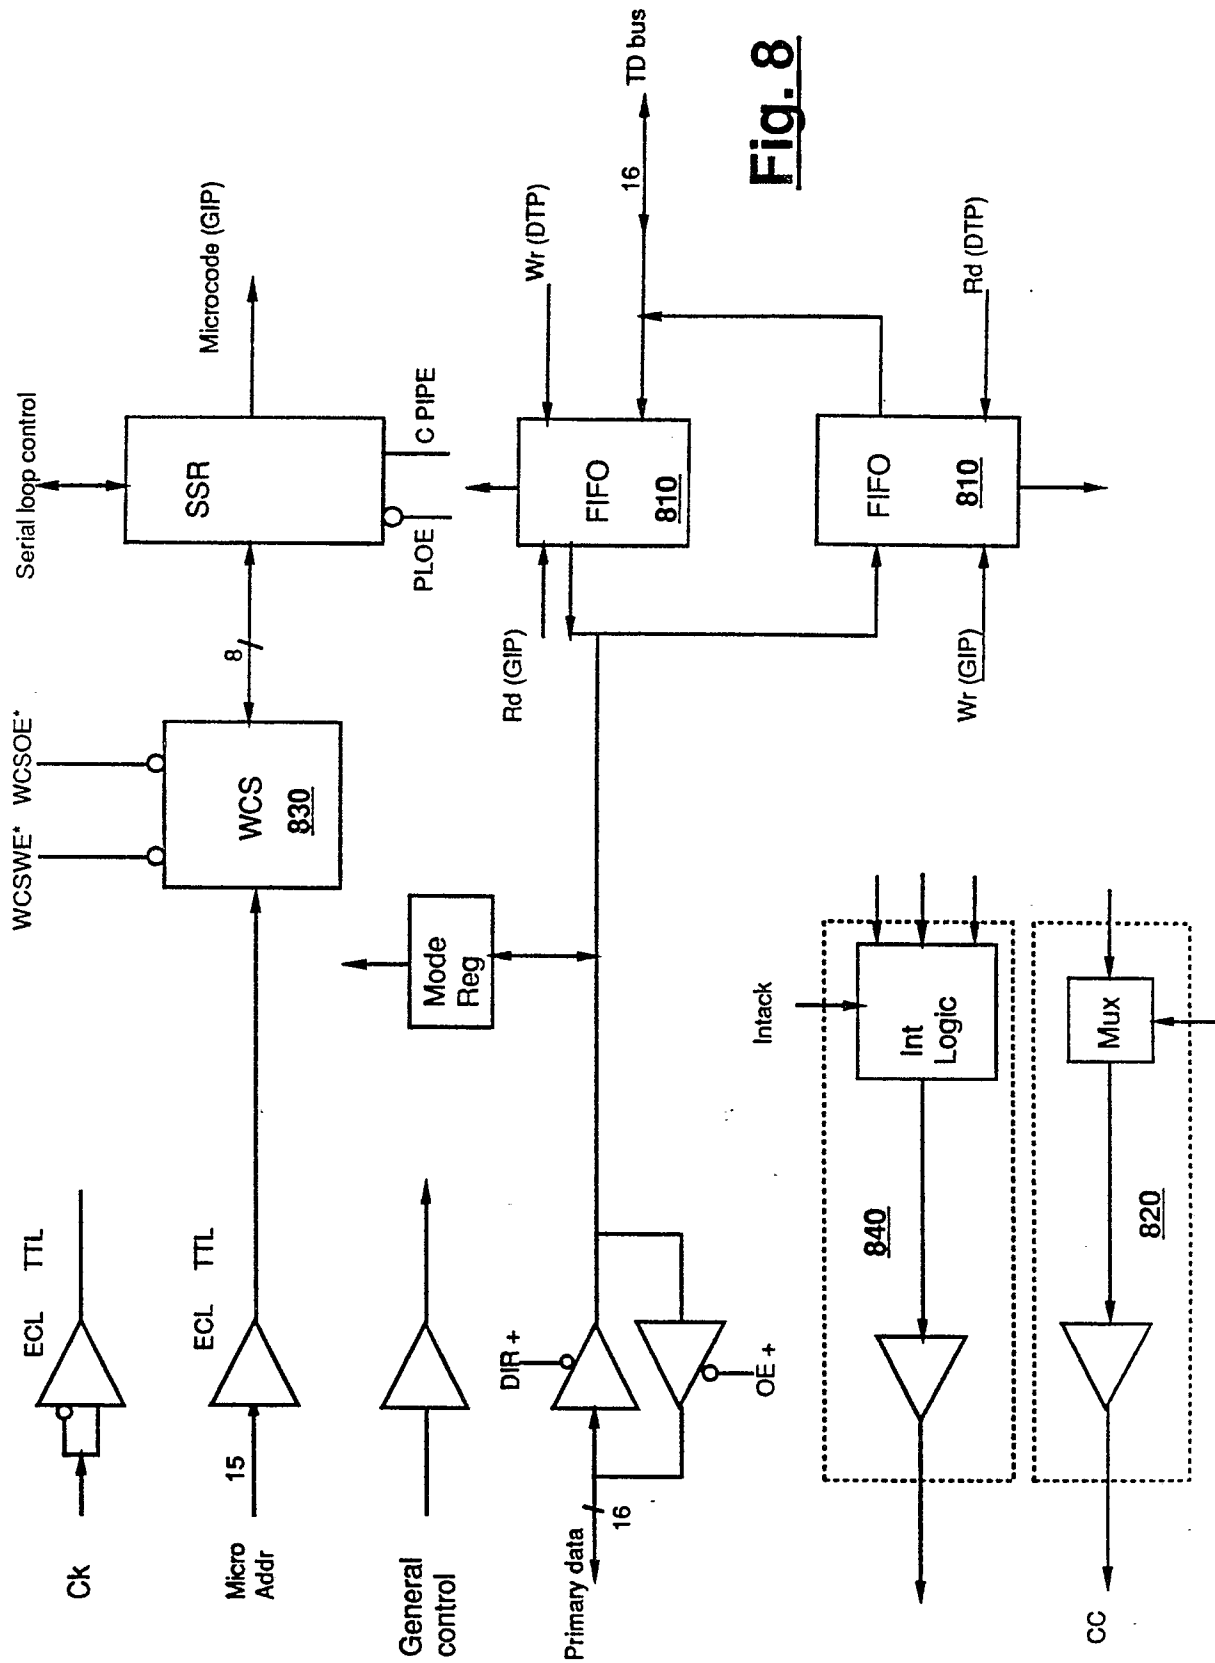 Ck
ECL TTL
Micro
Addr
15
ECL TTL
WCSWE* WCSOE*
WCS
830
8
Serial loop control
SSR
PLOE
C PIPE
Microcode (GIP)
General
control
Mode
Reg
Primary data
16
DIR +
OE +
Rd (GIP)
FIFO
810
Wr (DTP)
16
TD bus
Wr (GIP)
FIFO
810
Rd (DTP)
Intack
840
Int
Logic
CC
820
Mux
Fig. 8